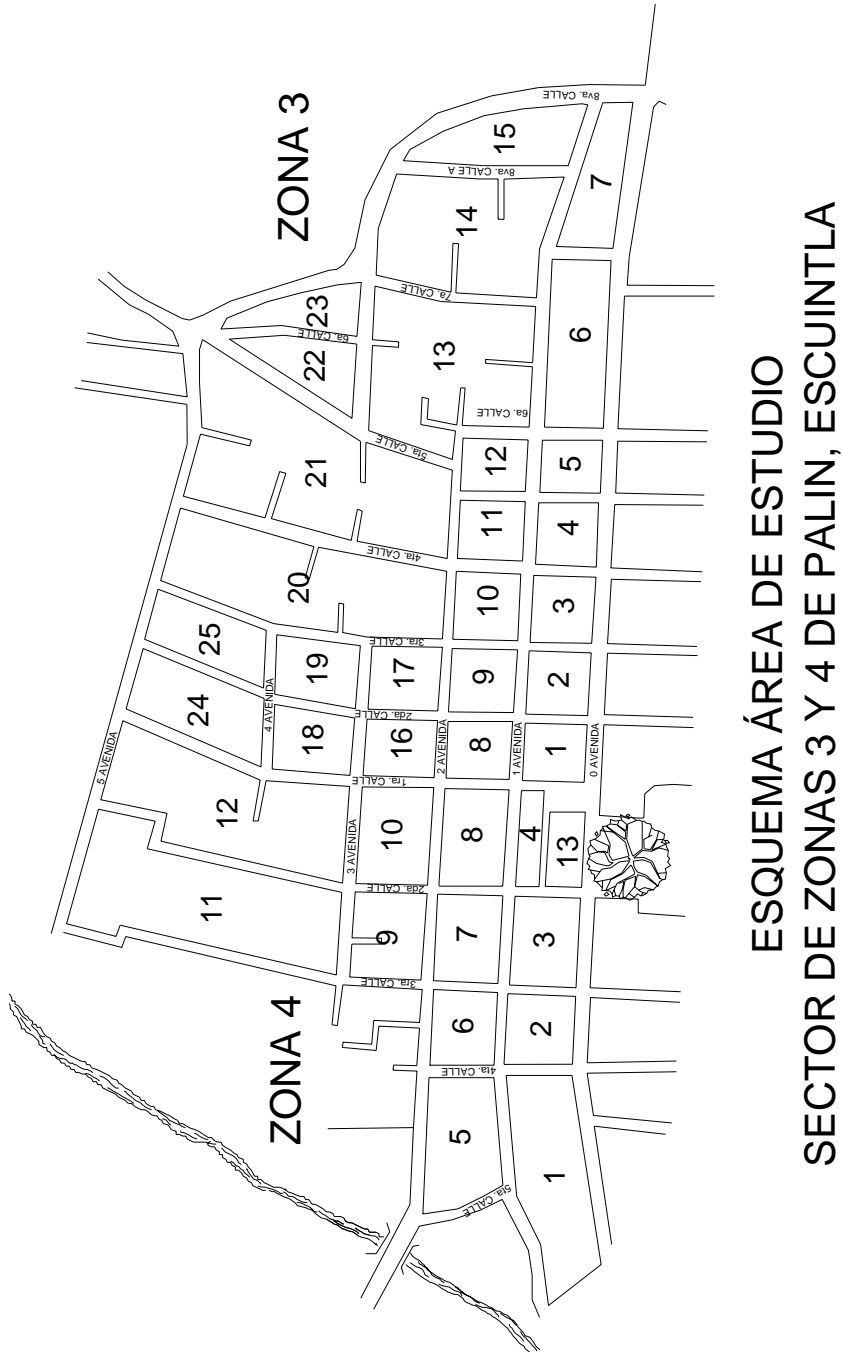 5 AVENIDA
11
12
24
25
4 AVENIDA
ZONA 4
18
19
20
21
22
23
ZONA 3
6a. CALLE
3 AVENIDA
3ra. CALLE
9
2da. CALLE
10
1ra. CALLE
16
2da. CALLE
17
3ra. CALLE
4ta. CALLE
5ta. CALLE
13
7a. CALLE
14
8va. CALLE A
15
8va. CALLE
2 AVENIDA
5
4ta. CALLE
6
7
8
8
9
10
11
12
6a. CALLE
5ta. CALLE
1 AVENIDA
1
2
3
4
13
1
2
3
4
5
6
7
0 AVENIDA
ESQUEMA ÁREA DE ESTUDIO
SECTOR DE ZONAS 3 Y 4 DE PALIN, ESCUINTLA